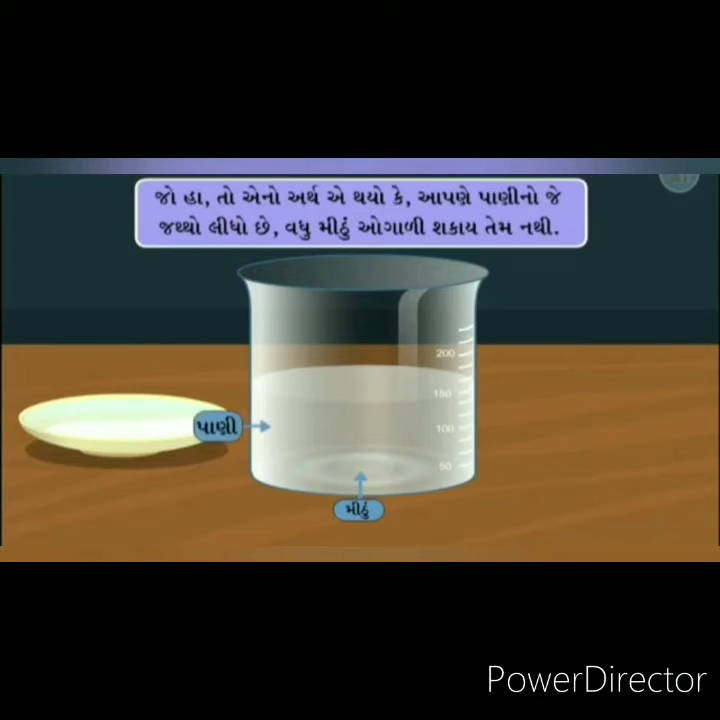 જો હા, તો એનો અર્થ એ થયો કે, આપણે પાણીનો જે
જથ્થો લીધો છે, વધુ મીઠું ઓગાળી શકાય તેમ નથી.
200
150
પાણી
100
50
મીઠું
PowerDirector